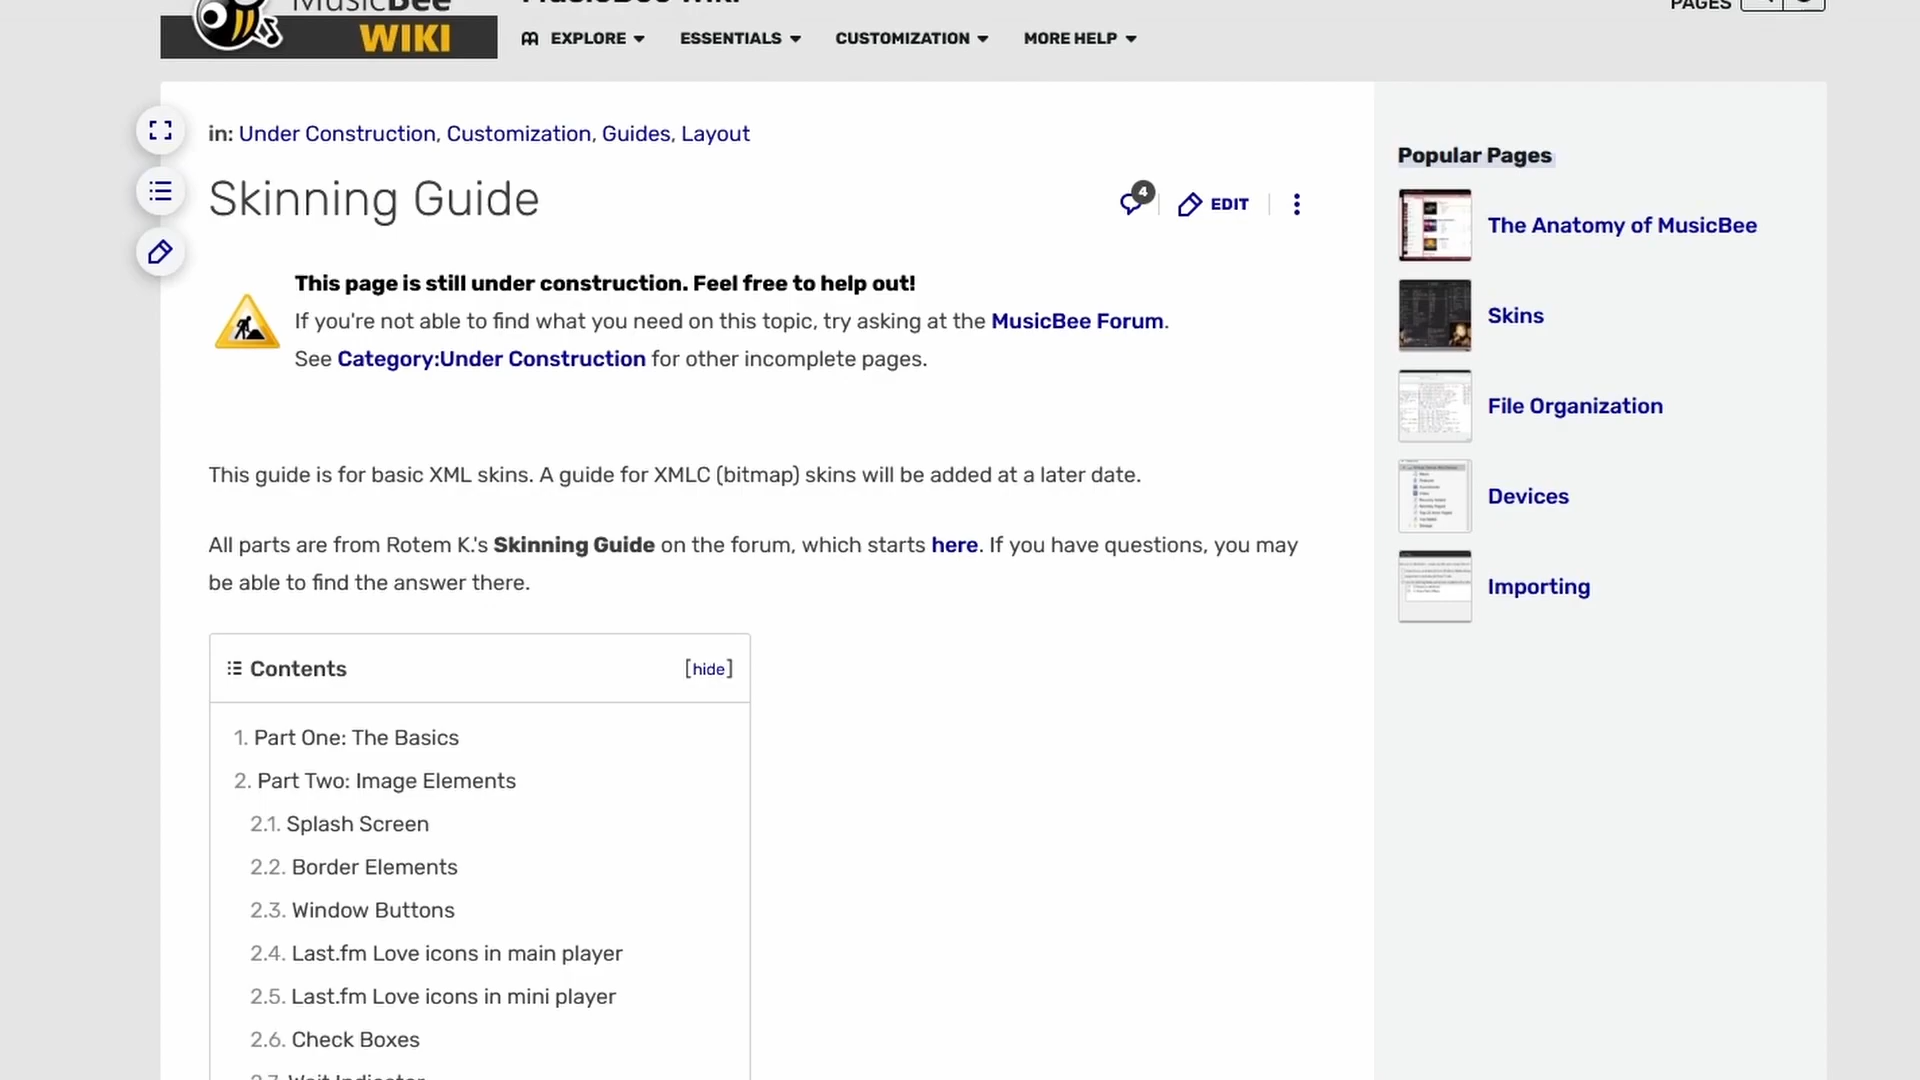 MusicBee
WIKI
MusicBee Wiki
PAGES
EXPLORE
ESSENTIALS
CUSTOMIZATION
MORE HELP
in: Under Construction, Customization, Guides, Layout
Skinning Guide
4
EDIT
This page is still under construction. Feel free to help out!
If you're not able to find what you need on this topic, try asking at the MusicBee Forum.
See Category:Under Construction for other incomplete pages.
This guide is for basic XML skins. A guide for XMLC (bitmap) skins will be added at a later date.
All parts are from Rotem K.'s Skinning Guide on the forum, which starts here. If you have questions, you may
be able to find the answer there.
Contents [hide]
1. Part One: The Basics
2. Part Two: Image Elements
2.1. Splash Screen
2.2. Border Elements
2.3. Window Buttons
2.4. Last.fm Love icons in main player
2.5. Last.fm Love icons in mini player
2.6. Check Boxes
2.7. Wait Indicator
Popular Pages
The Anatomy of MusicBee
Skins
File Organization
Devices
Importing